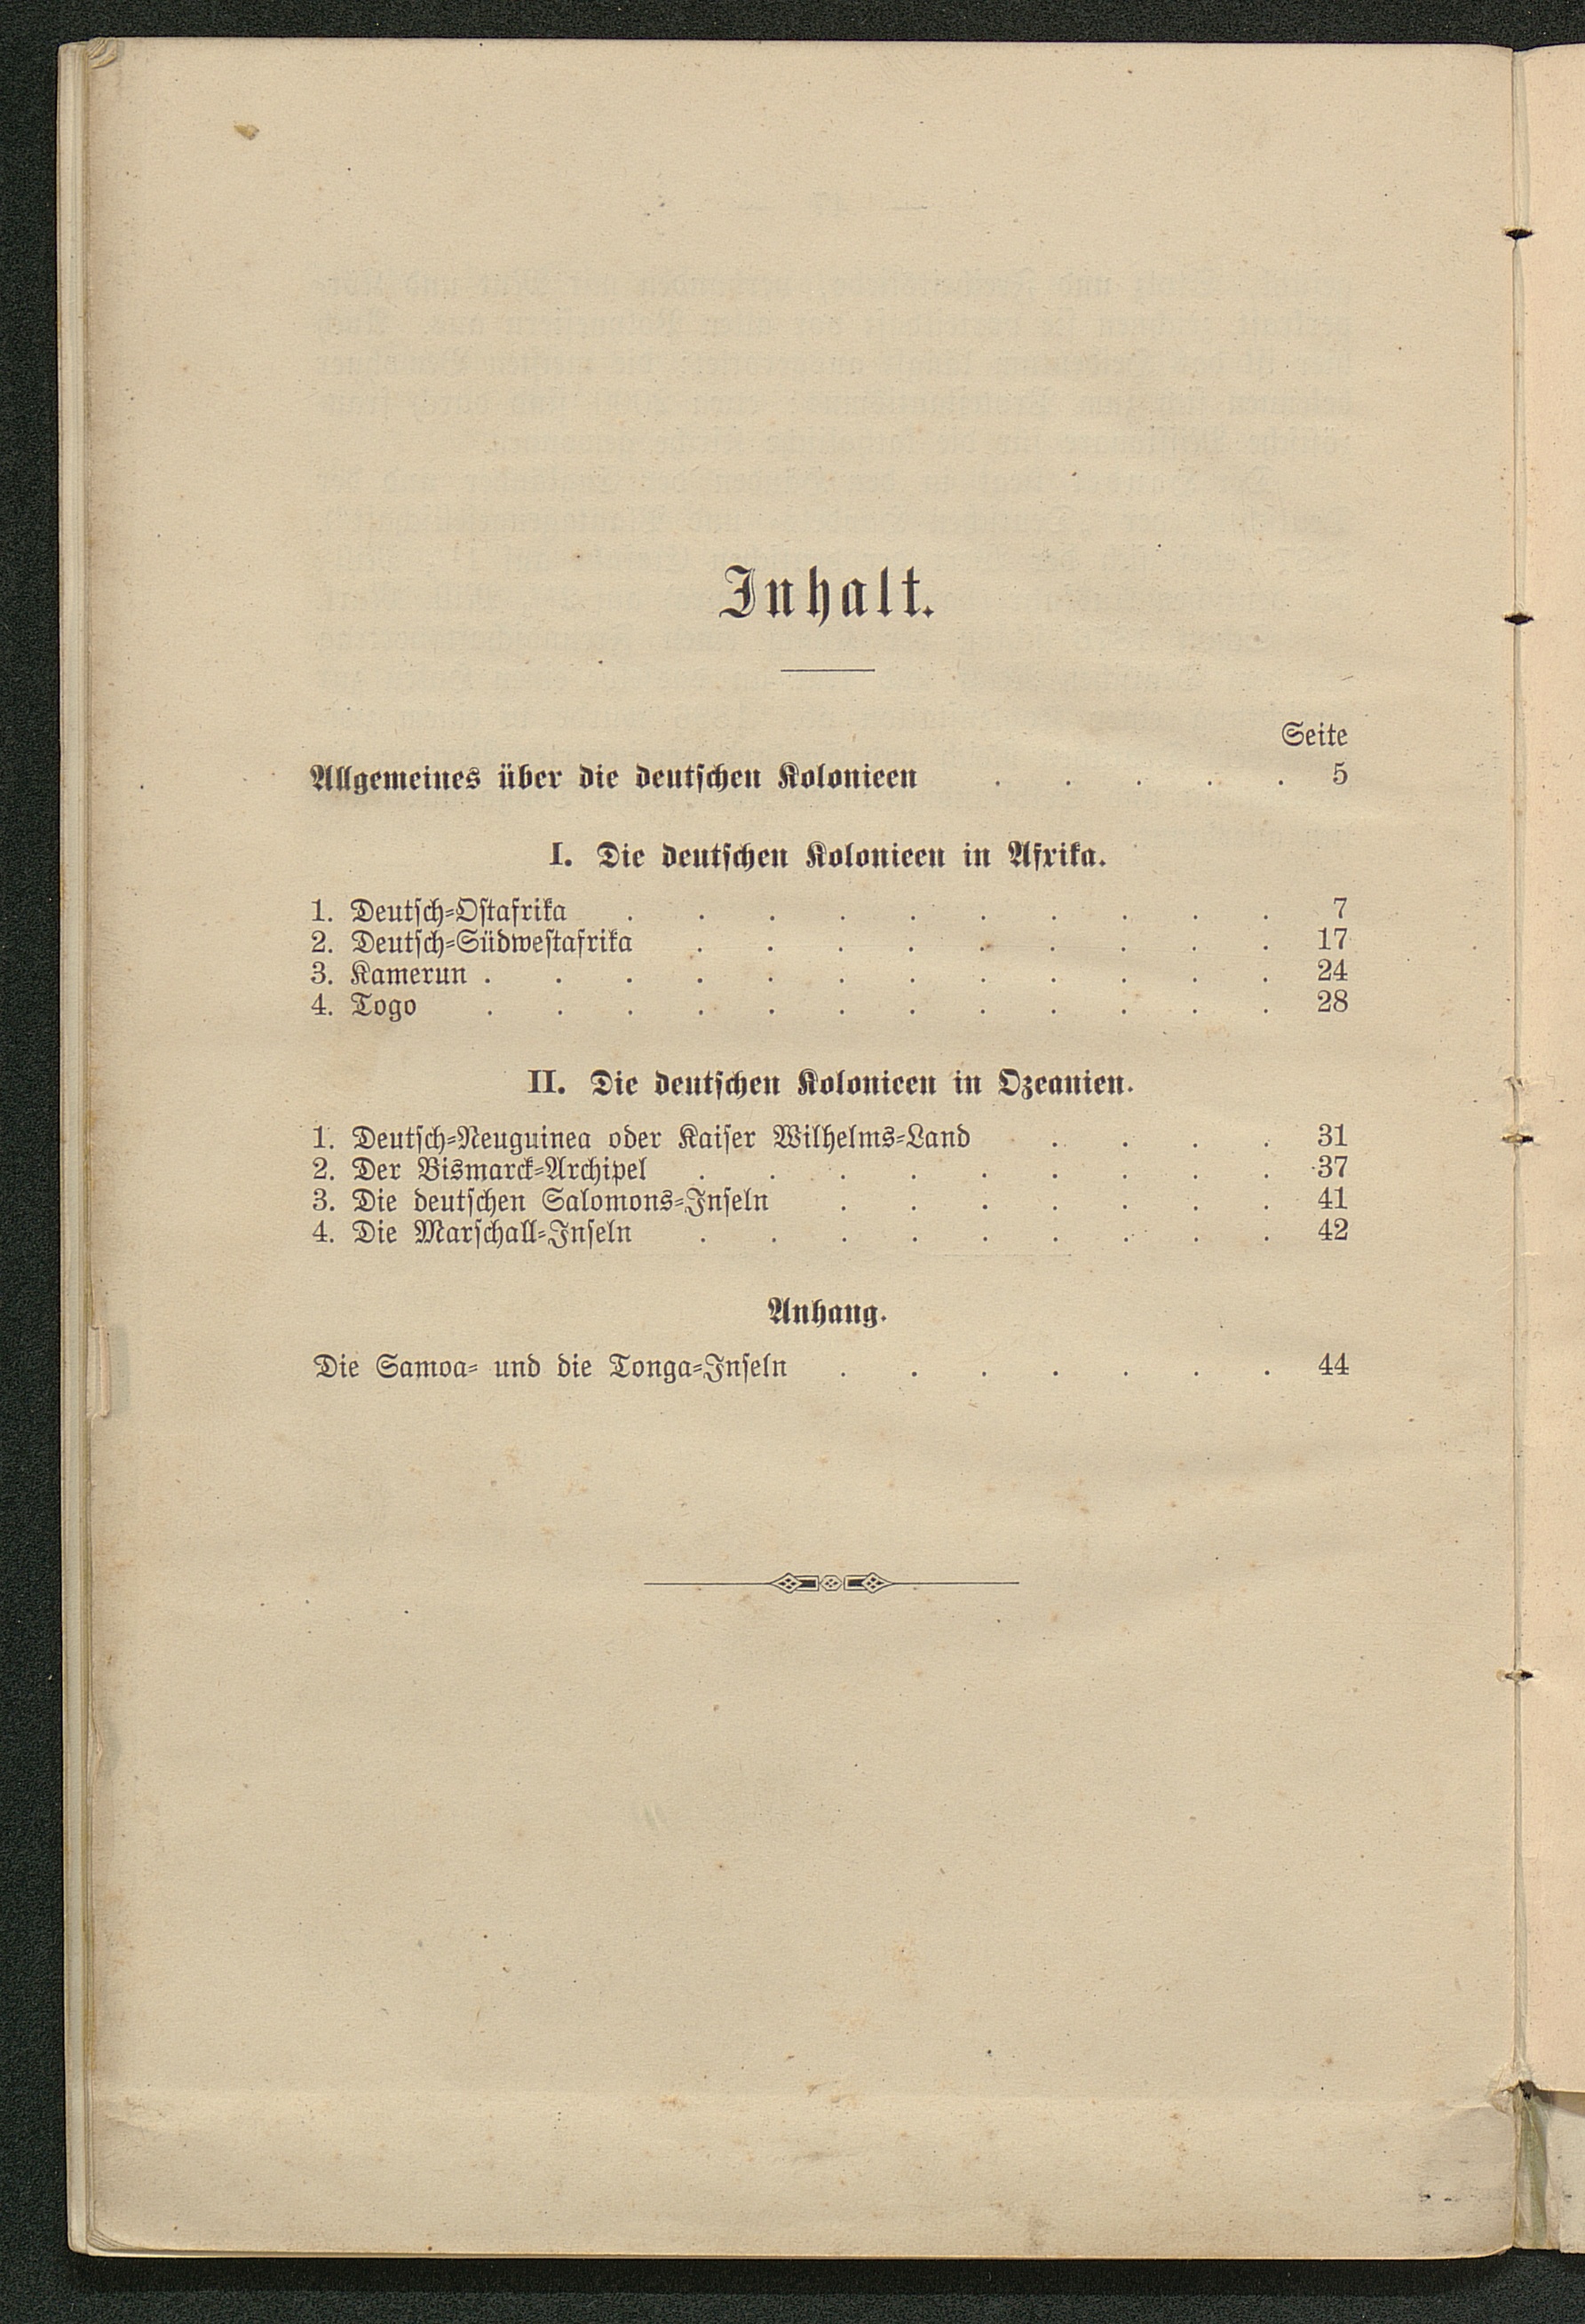 Inhalt.
Seite
Allgemeines über die deutschen Kolonieen . . . . . 5
I. Die deutschen Kolonieen in Afrika.
1. Deutsch-Ostafrika . . . . . . . . . . 7
2. Deutsch-Südwestafrika . . . . . . . . . 17
3. Kamerun . . . . . . . . . . . . 24
4. Togo . . . . . . . . . . . . 28
II. Die deutschen Kolonieen in Ozeanien.
1. Deutsch-Neuguinea oder Kaiser Wilhelms-Land . . . . 31
2. Der Bismarck-Archipel . . . . . . . . . 37
3. Die deutschen Salomons-Inseln . . . . . . . 41
4. Die Marschall-Inseln . . . . . . . . . 42
Anhang.
Die Samoa- und die Tonga-Inseln . . . . . . . 44